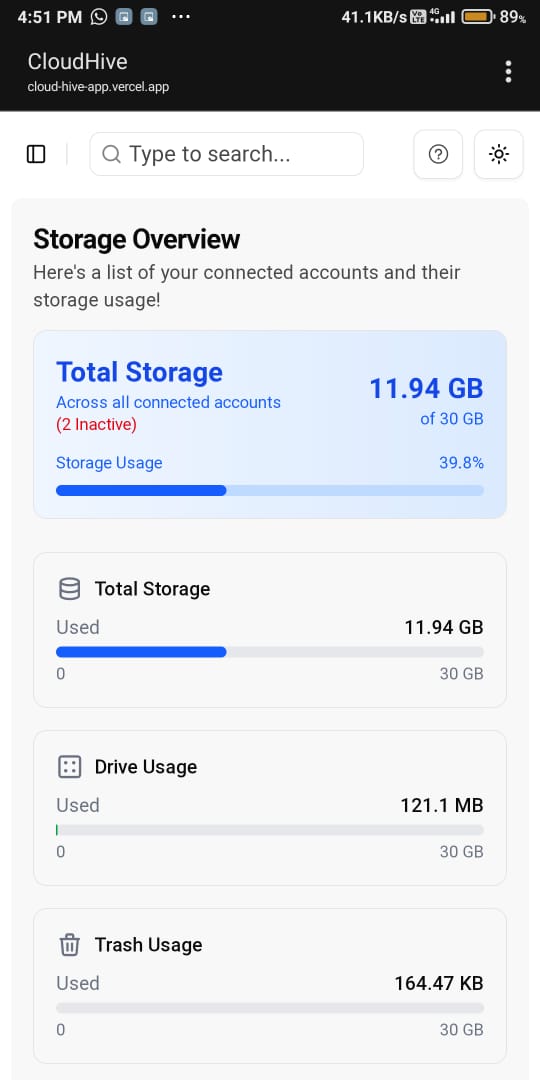 4:51 PM 41.1KB/s Vo LTE 4G 89%
CloudHive
cloud-hive-app.vercel.app
Type to search...
Storage Overview
Here's a list of your connected accounts and their
storage usage!
Total Storage
11.94 GB
Across all connected accounts
of 30 GB
(2 Inactive)
Storage Usage 39.8%
Total Storage
Used 11.94 GB
0 30 GB
Drive Usage
Used 121.1 MB
0 30 GB
Trash Usage
Used 164.47 KB
0 30 GB